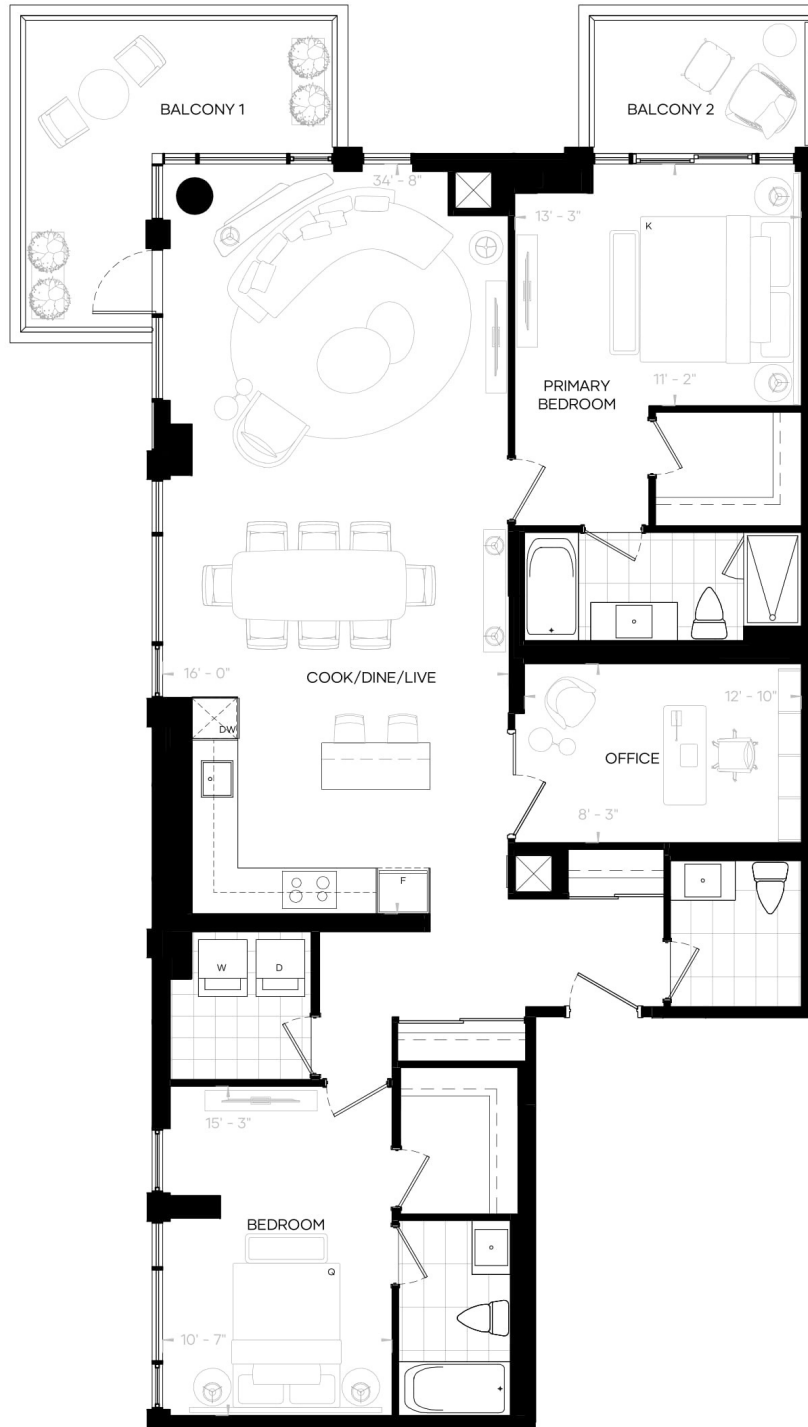 BALCONY 1
BALCONY 2
34' - 8"
13' - 3"
K
11' - 2"
PRIMARY
BEDROOM
16' - 0"
COOK/DINE/LIVE
12' - 10"
DW
OFFICE
8' - 3"
F
W
D
15' - 3"
BEDROOM
Q
10' - 7"